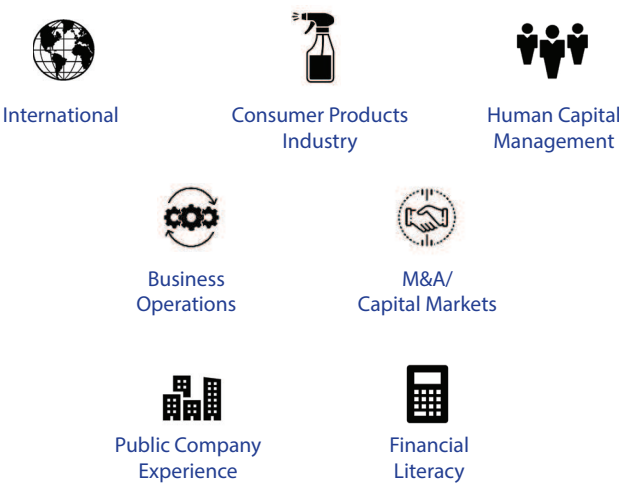 International
Consumer Products
Industry
Human Capital
Management
Business
Operations
M&A/
Capital Markets
Public Company
Experience
Financial
Literacy